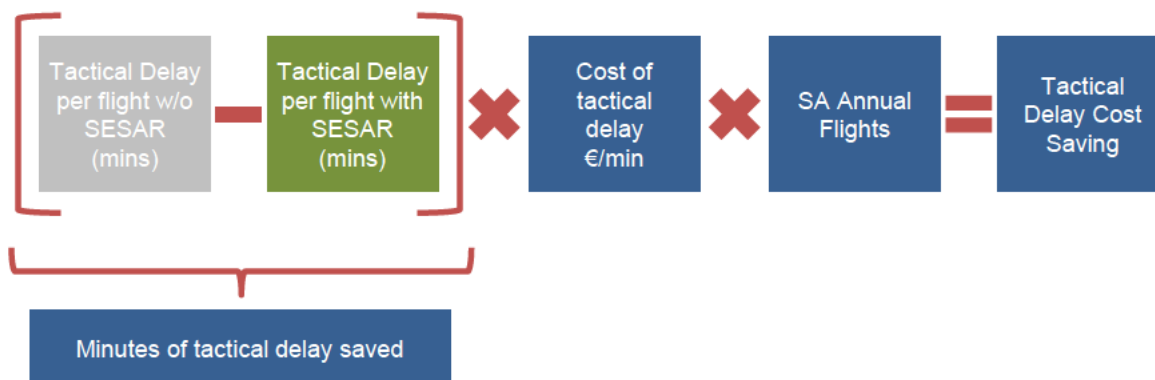 Tactical Delay
per flight w/o
SESAR
(mins)
Tactical Delay
per flight with
SESAR
(mins)
Cost of
tactical
delay
€/min
SA Annual
Flights
Tactical
Delay Cost
Saving
Minutes of tactical delay saved